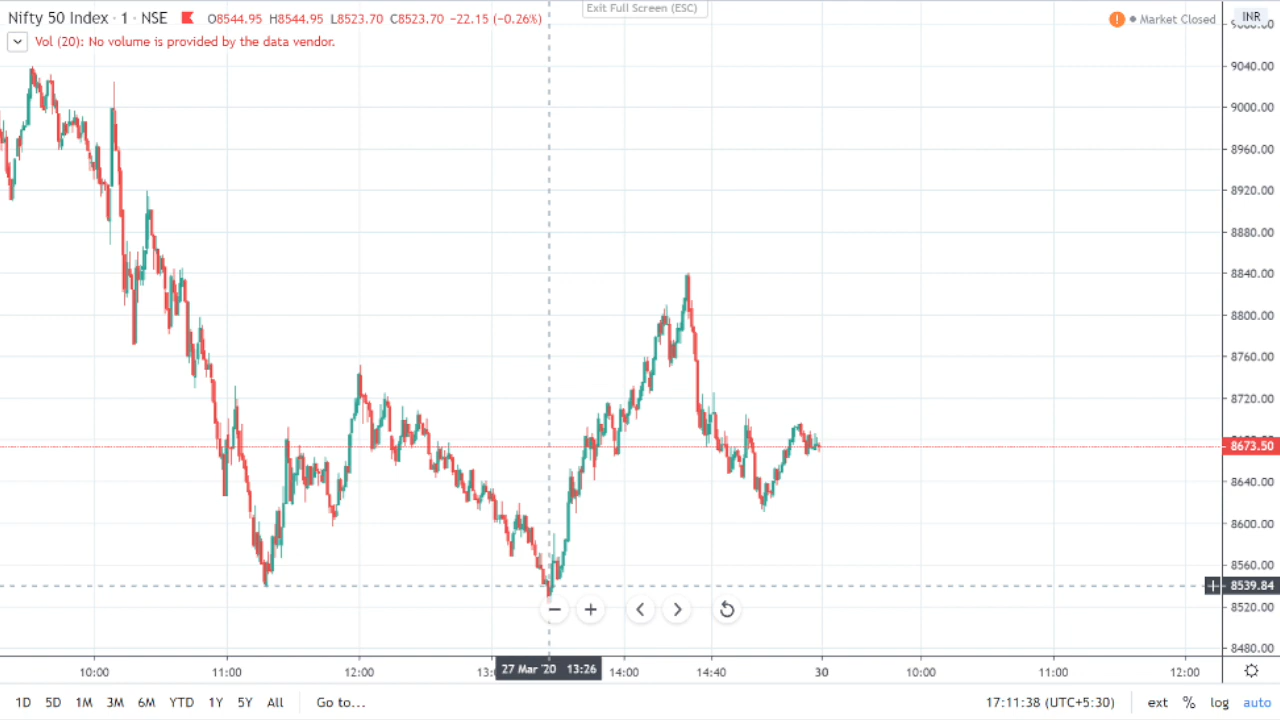 Nifty 50 Index · 1 · NSE O8544.95 H8544.95 L8523.70 C8523.70 −22.15 (−0.26%)
Exit Full Screen (ESC)
! Market Closed
INR
Vol (20): No volume is provided by the data vendor.
9040.00
9000.00
8960.00
8920.00
8880.00
8840.00
8800.00
8760.00
8720.00
8673.50
8640.00
8600.00
8560.00
8539.84
8520.00
8480.00
10:00 11:00 12:00 27 Mar '20 13:26 14:00 14:40 30 10:00 11:00 12:00
1D 5D 1M 3M 6M YTD 1Y 5Y All Go to... 17:11:38 (UTC+5:30) ext % log auto